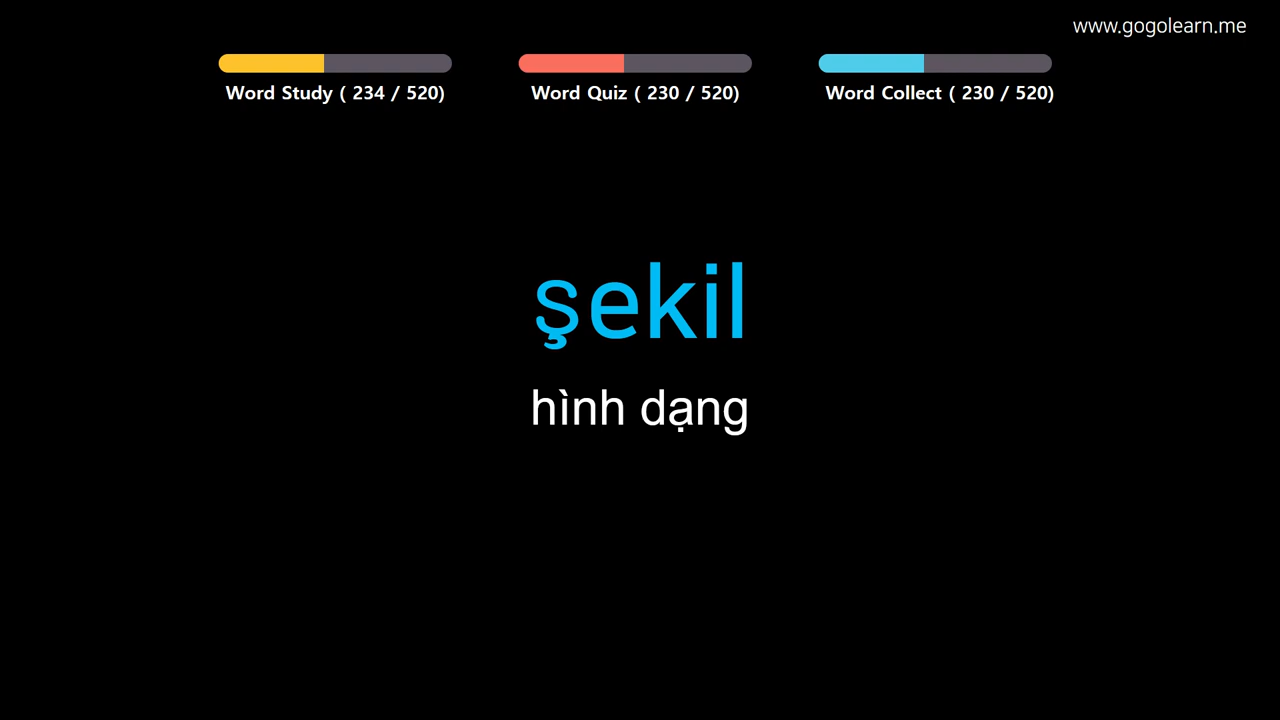 www.gogolearn.me
Word Study ( 234 / 520)
Word Quiz ( 230 / 520)
Word Collect ( 230 / 520)
şekil
hình dạng